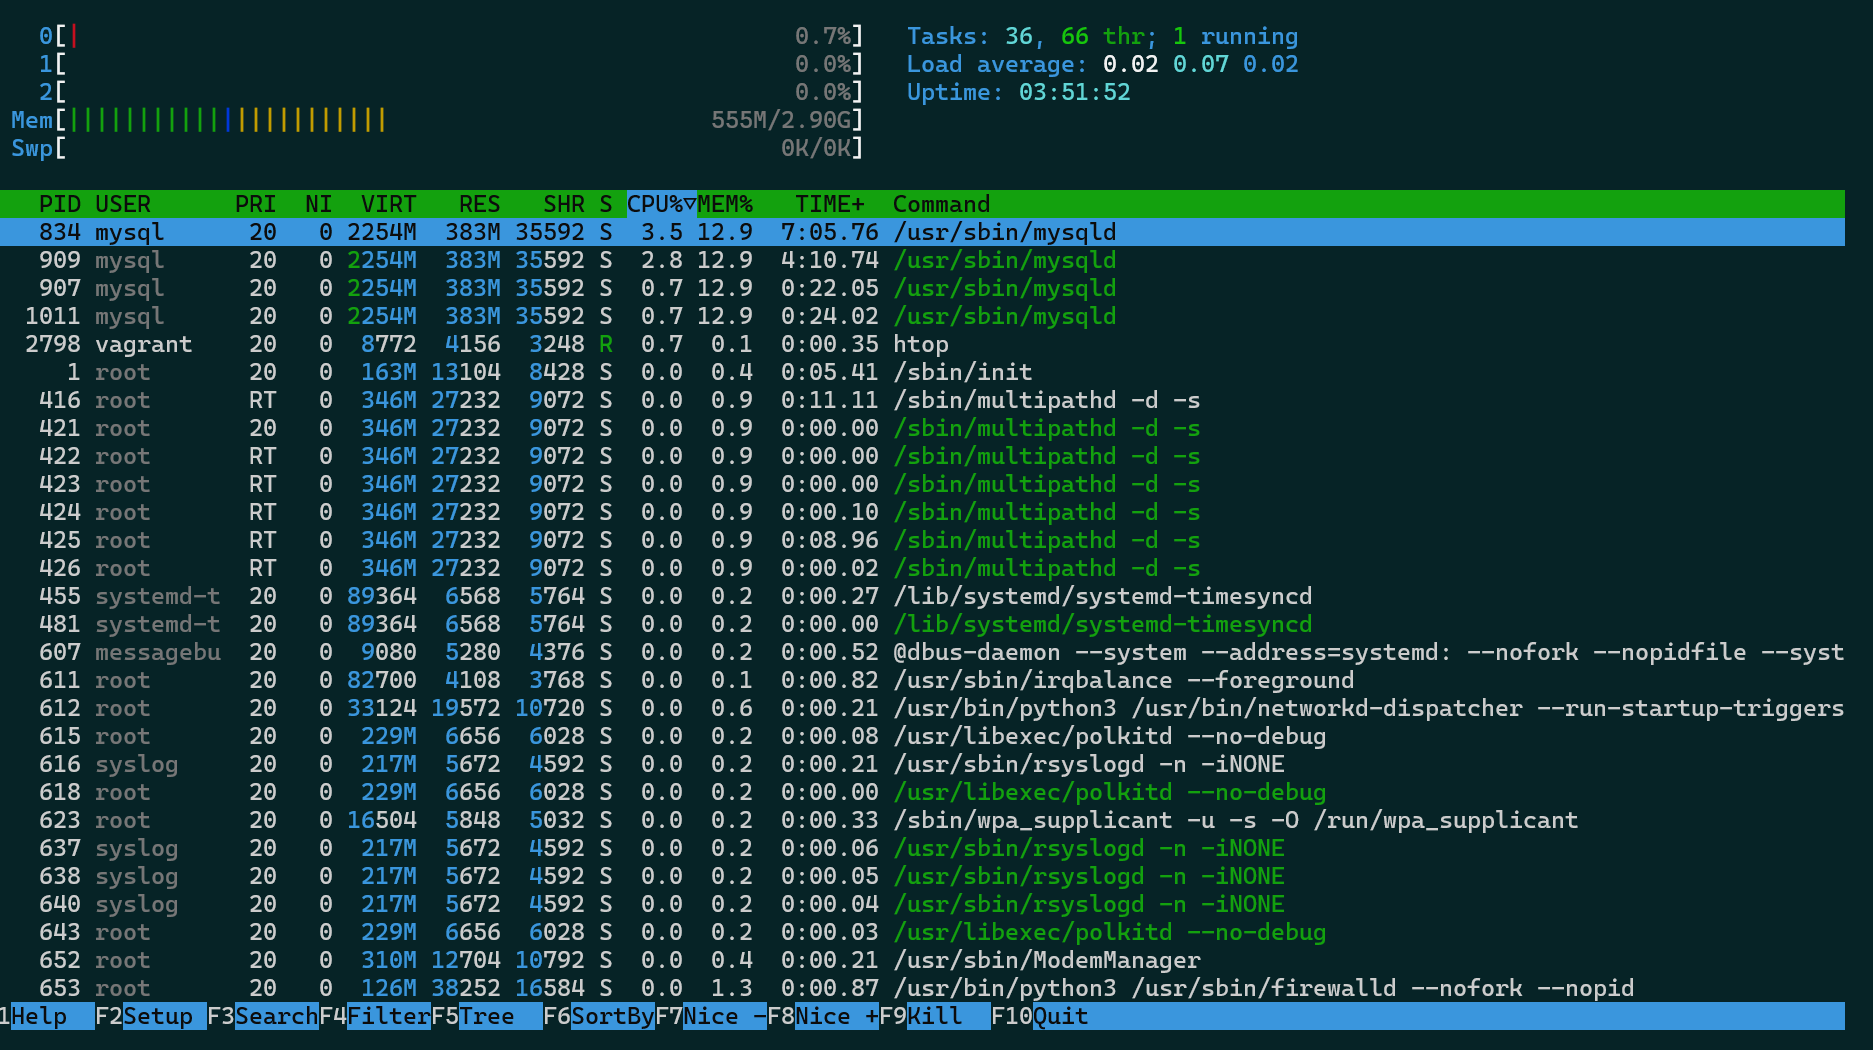 0[| 0.7%] Tasks: 36, 66 thr; 1 running
1[ 0.0%] Load average: 0.02 0.07 0.02
2[ 0.0%] Uptime: 03:51:52
Mem[||||||||||||||||||||||| 555M/2.90G]
Swp[ 0K/0K]
PID USER PRI NI VIRT RES SHR S CPU%▽MEM% TIME+ Command
834 mysql 20 0 2254M 383M 35592 S 3.5 12.9 7:05.76 /usr/sbin/mysqld
909 mysql 20 0 2254M 383M 35592 S 2.8 12.9 4:10.74 /usr/sbin/mysqld
907 mysql 20 0 2254M 383M 35592 S 0.7 12.9 0:22.05 /usr/sbin/mysqld
1011 mysql 20 0 2254M 383M 35592 S 0.7 12.9 0:24.02 /usr/sbin/mysqld
2798 vagrant 20 0 8772 4156 3248 R 0.7 0.1 0:00.35 htop
1 root 20 0 163M 13104 8428 S 0.0 0.4 0:05.41 /sbin/init
416 root RT 0 346M 27232 9072 S 0.0 0.9 0:11.11 /sbin/multipathd -d -s
421 root 20 0 346M 27232 9072 S 0.0 0.9 0:00.00 /sbin/multipathd -d -s
422 root RT 0 346M 27232 9072 S 0.0 0.9 0:00.00 /sbin/multipathd -d -s
423 root RT 0 346M 27232 9072 S 0.0 0.9 0:00.00 /sbin/multipathd -d -s
424 root RT 0 346M 27232 9072 S 0.0 0.9 0:00.10 /sbin/multipathd -d -s
425 root RT 0 346M 27232 9072 S 0.0 0.9 0:08.96 /sbin/multipathd -d -s
426 root RT 0 346M 27232 9072 S 0.0 0.9 0:00.02 /sbin/multipathd -d -s
455 systemd-t 20 0 89364 6568 5764 S 0.0 0.2 0:00.27 /lib/systemd/systemd-timesyncd
481 systemd-t 20 0 89364 6568 5764 S 0.0 0.2 0:00.00 /lib/systemd/systemd-timesyncd
607 messagebu 20 0 9080 5280 4376 S 0.0 0.2 0:00.52 @dbus-daemon --system --address=systemd: --nofork --nopidfile --syst
611 root 20 0 82700 4108 3768 S 0.0 0.1 0:00.82 /usr/sbin/irqbalance --foreground
612 root 20 0 33124 19572 10720 S 0.0 0.6 0:00.21 /usr/bin/python3 /usr/bin/networkd-dispatcher --run-startup-triggers
615 root 20 0 229M 6656 6028 S 0.0 0.2 0:00.08 /usr/libexec/polkitd --no-debug
616 syslog 20 0 217M 5672 4592 S 0.0 0.2 0:00.21 /usr/sbin/rsyslogd -n -iNONE
618 root 20 0 229M 6656 6028 S 0.0 0.2 0:00.00 /usr/libexec/polkitd --no-debug
623 root 20 0 16504 5848 5032 S 0.0 0.2 0:00.33 /sbin/wpa_supplicant -u -s -O /run/wpa_supplicant
637 syslog 20 0 217M 5672 4592 S 0.0 0.2 0:00.06 /usr/sbin/rsyslogd -n -iNONE
638 syslog 20 0 217M 5672 4592 S 0.0 0.2 0:00.05 /usr/sbin/rsyslogd -n -iNONE
640 syslog 20 0 217M 5672 4592 S 0.0 0.2 0:00.04 /usr/sbin/rsyslogd -n -iNONE
643 root 20 0 229M 6656 6028 S 0.0 0.2 0:00.03 /usr/libexec/polkitd --no-debug
652 root 20 0 310M 12704 10792 S 0.0 0.4 0:00.21 /usr/sbin/ModemManager
653 root 20 0 126M 38252 16584 S 0.0 1.3 0:00.87 /usr/bin/python3 /usr/sbin/firewalld --nofork --nopid
1Help F2Setup F3SearchF4FilterF5Tree F6SortByF7Nice -F8Nice +F9Kill F10Quit